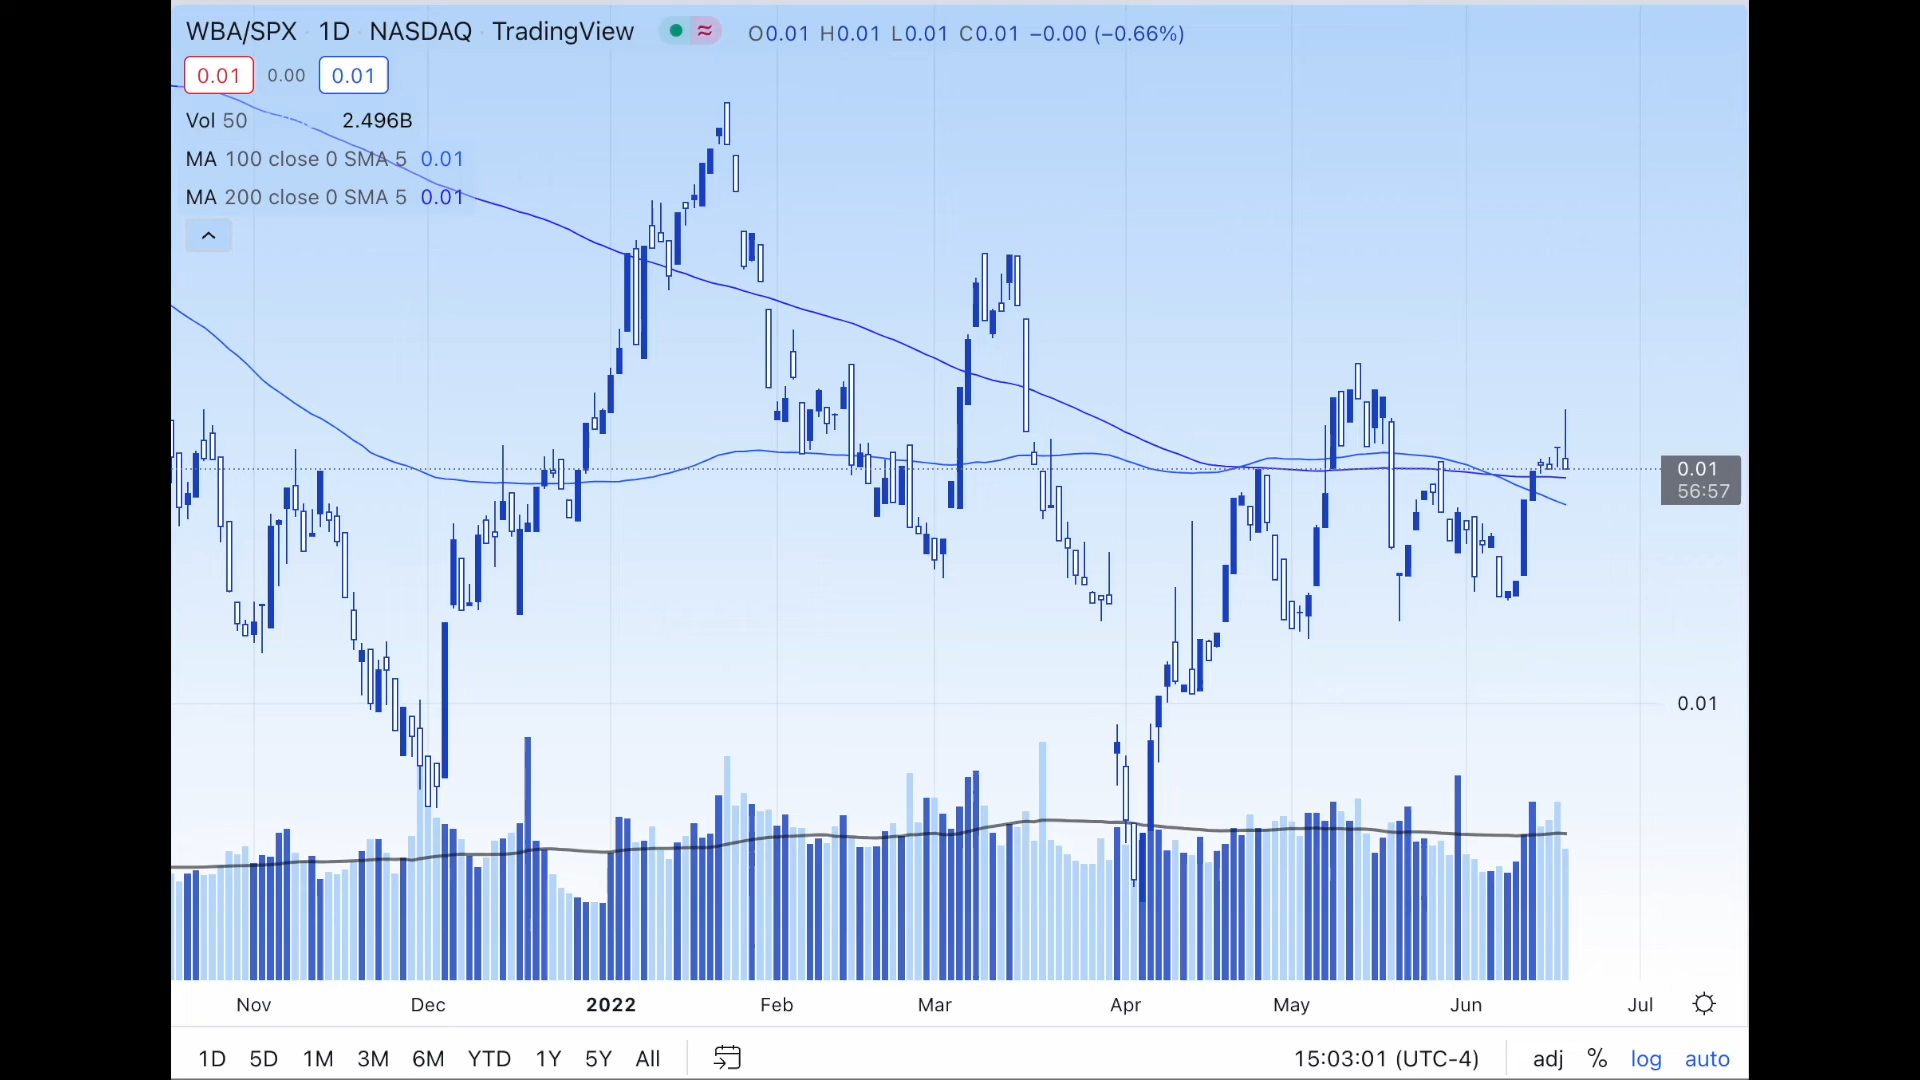 WBA/SPX · 1D · NASDAQ · TradingView O0.01 H0.01 L0.01 C0.01 −0.00 (−0.66%)
0.01 0.00 0.01
Vol 50 2.496B
MA 100 close 0 SMA 5 0.01
MA 200 close 0 SMA 5 0.01
0.01
56:57
0.01
Nov Dec 2022 Feb Mar Apr May Jun Jul
1D 5D 1M 3M 6M YTD 1Y 5Y All 15:03:01 (UTC-4) adj % log auto